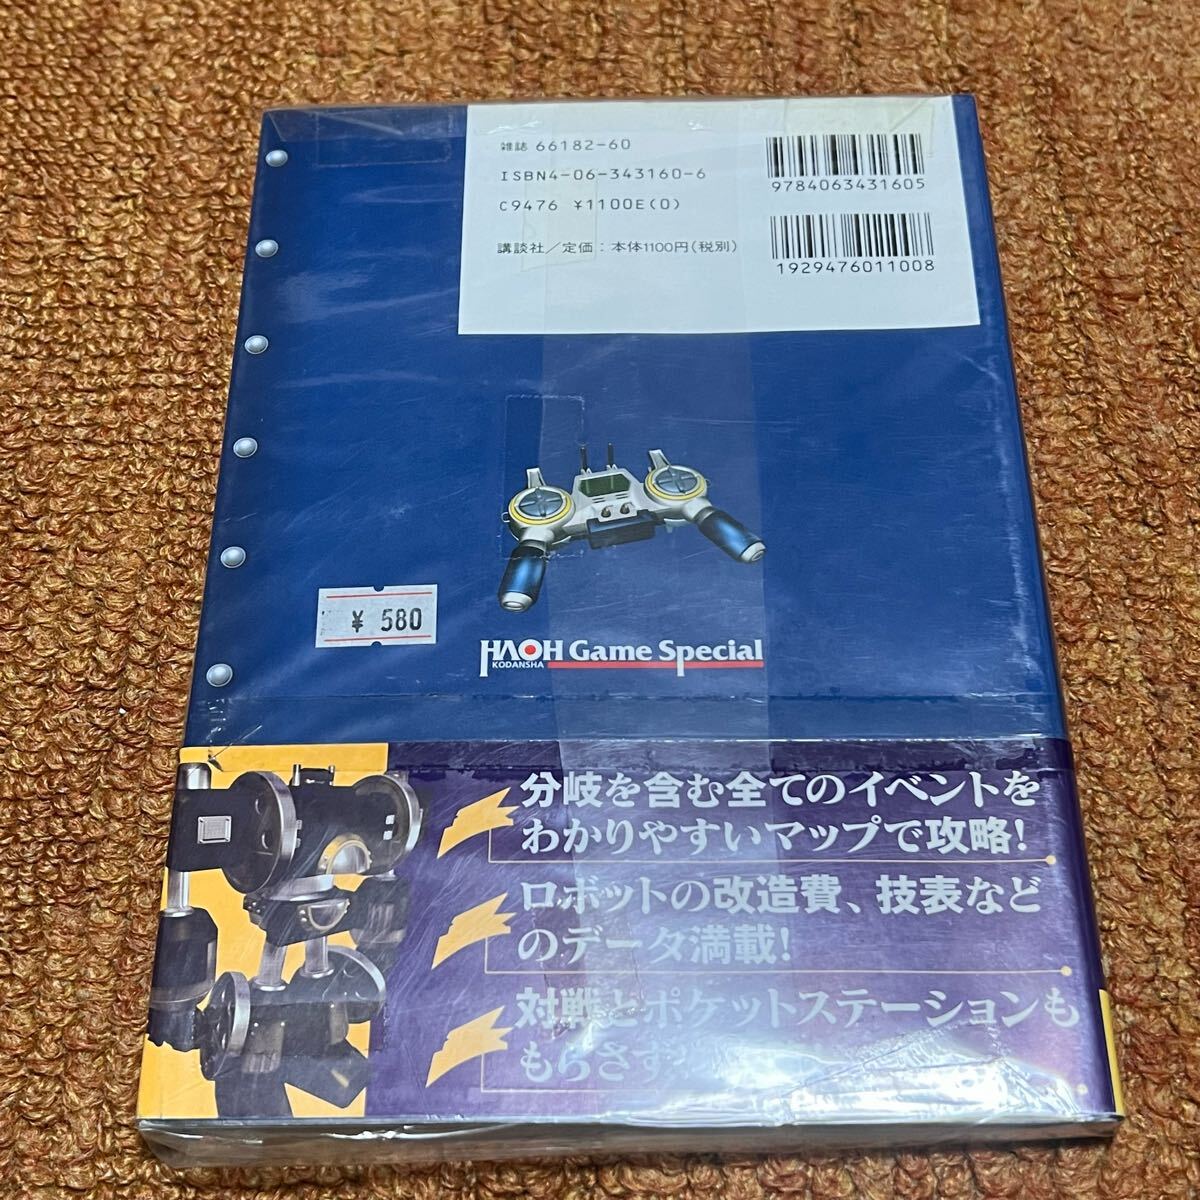 雑誌 66182-60
ISBN4-06-343160-6
C9476 ¥1100E(0)
講談社／定価：本体1100円(税別)
9784063431605
1929476011008
¥ 580
HAOH Game Special
KODANSHA
分岐を含む全てのイベントを
わかりやすいマップで攻略!
ロボットの改造費、技表など
のデータ満載!
対戦とポケットステーションも
もらさず